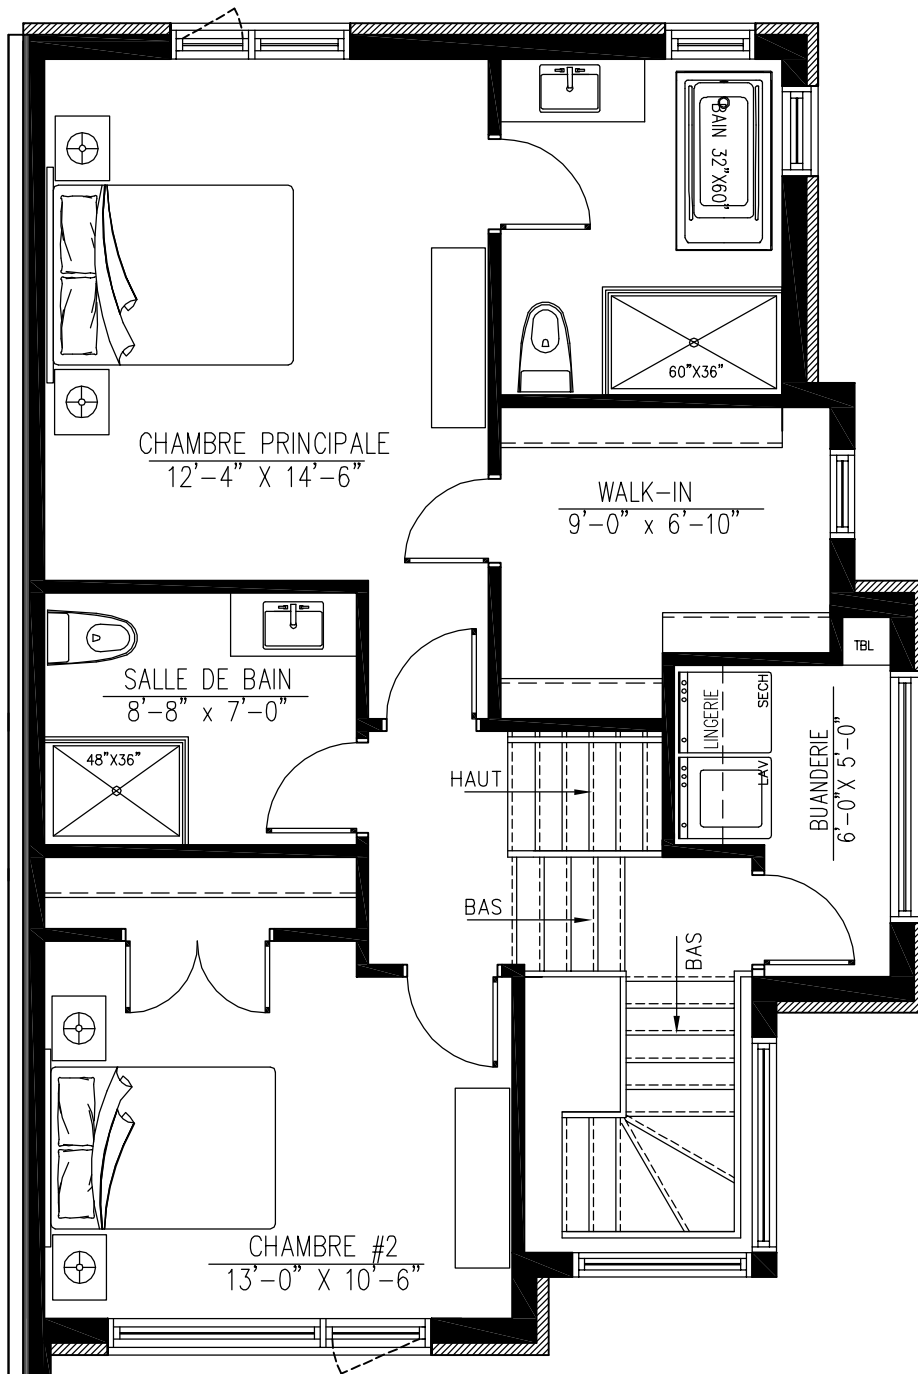 BAIN 32"X60"
60"X36"
CHAMBRE PRINCIPALE
12'-4" X 14'-6"
WALK-IN
9'-0" x 6'-10"
SALLE DE BAIN
8'-8" x 7'-0"
TBL
LINGERIE
SECH
LAV
BUANDERIE
6'-0"X 5'-0"
48"X36"
HAUT
BAS
BAS
CHAMBRE #2
13'-0" X 10'-6"